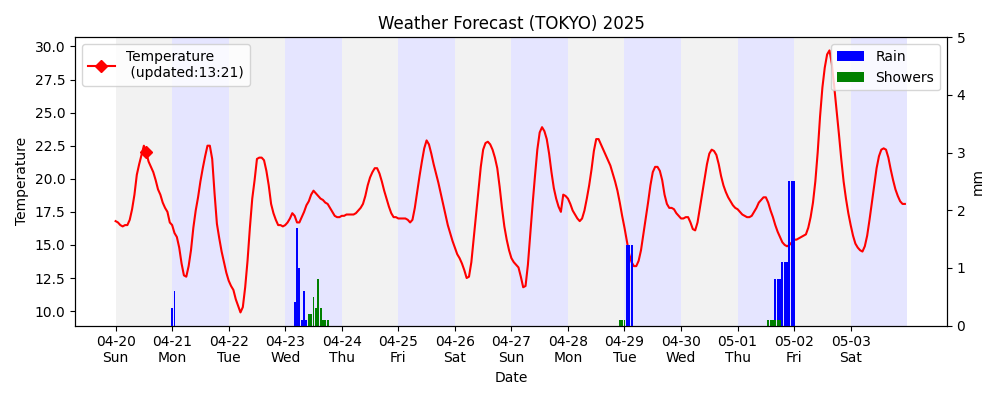 Weather Forecast (TOKYO) 2025
Temperature
(updated:13:21)
Rain
Showers
30.0
27.5
25.0
22.5
20.0
17.5
15.0
12.5
10.0
Temperature
5
4
3
2
1
0
mm
04-20 04-21 04-22 04-23 04-24 04-25 04-26 04-27 04-28 04-29 04-30 05-01 05-02 05-03
Sun Mon Tue Wed Thu Fri Sat Sun Mon Tue Wed Thu Fri Sat
Date